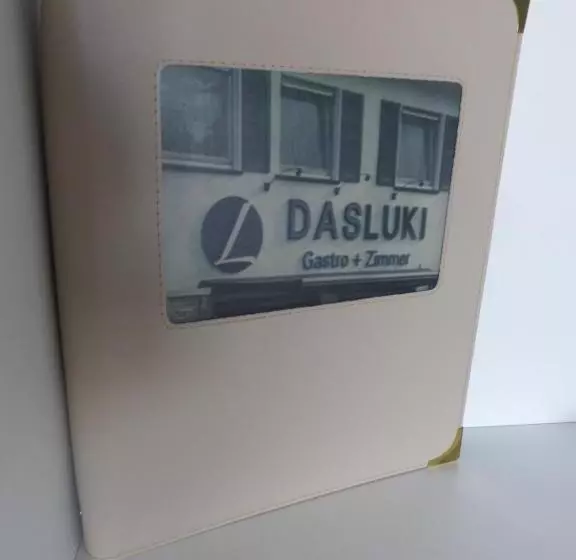 L DASLUKI
Gastro + Zimmer